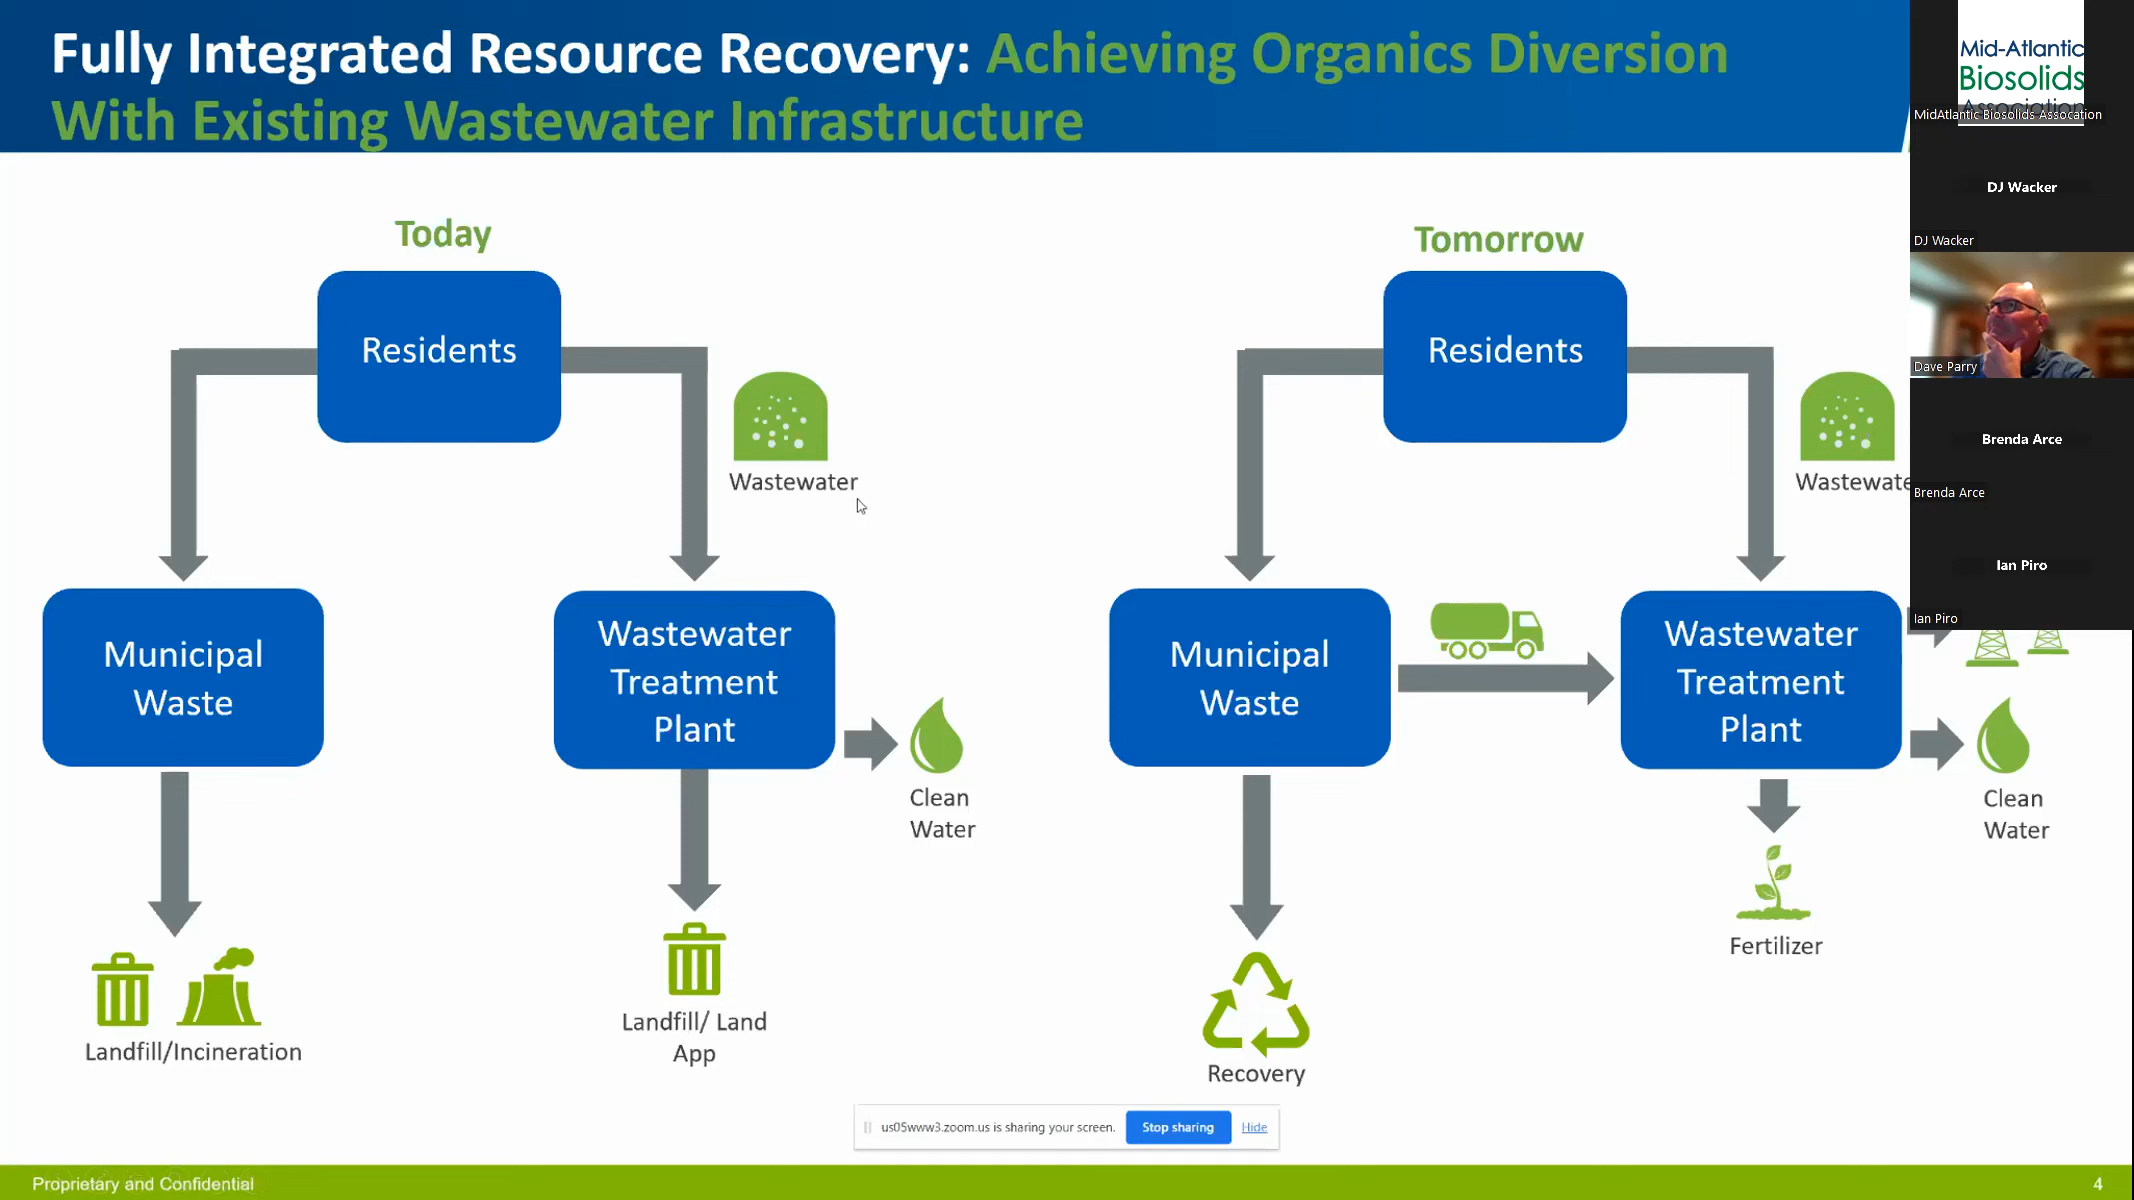 Fully Integrated Resource Recovery: Achieving Organics Diversion
With Existing Wastewater Infrastructure
Today
Residents
Wastewater
Municipal
Waste
Wastewater
Treatment
Plant
Clean
Water
Landfill/Incineration
Landfill/ Land
App
Tomorrow
Residents
Wastewate
Municipal
Waste
Wastewater
Treatment
Plant
Clean
Water
Fertilizer
Recovery
us05www3.zoom.us is sharing your screen.
Stop sharing
Hide
Proprietary and Confidential
4
Mid-Atlantic
Biosolids
Association
MidAtlantic Biosolids Assocation
DJ Wacker
DJ Wacker
Dave Parry
Brenda Arce
Brenda Arce
Ian Piro
Ian Piro